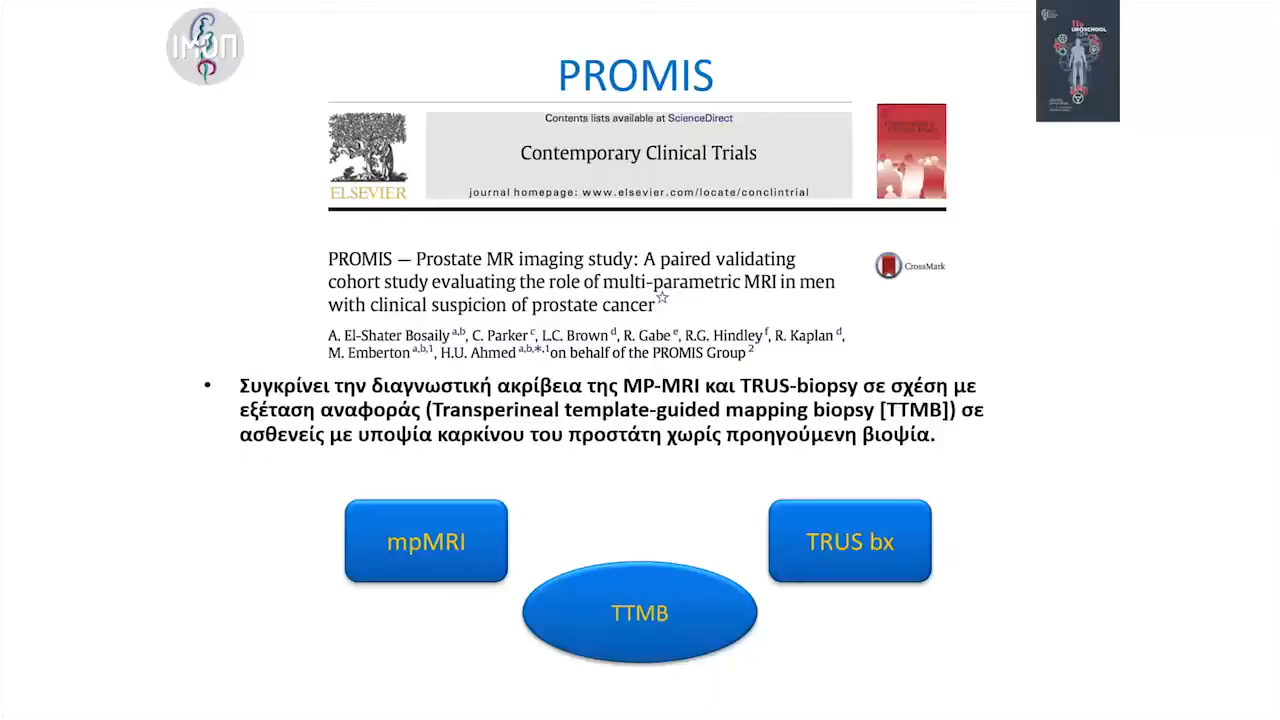 ΙΜΟΠ
11ο
UROSCHOOL
PROMIS
Contents lists available at ScienceDirect
Contemporary Clinical Trials
journal homepage: www.elsevier.com/locate/conclintrial
ELSEVIER
PROMIS — Prostate MR imaging study: A paired validating
cohort study evaluating the role of multi-parametric MRI in men
with clinical suspicion of prostate cancer☆
CrossMark
A. El-Shater Bosaily a,b, C. Parker c, L.C. Brown d, R. Gabe e, R.G. Hindley f, R. Kaplan d,
M. Emberton a,b,1, H.U. Ahmed a,b,*,1 on behalf of the PROMIS Group 2
• Συγκρίνει την διαγνωστική ακρίβεια της MP-MRI και TRUS-biopsy σε σχέση με
εξέταση αναφοράς (Transperineal template-guided mapping biopsy [TTMB]) σε
ασθενείς με υποψία καρκίνου του προστάτη χωρίς προηγούμενη βιοψία.
mpMRI
TRUS bx
TTMB